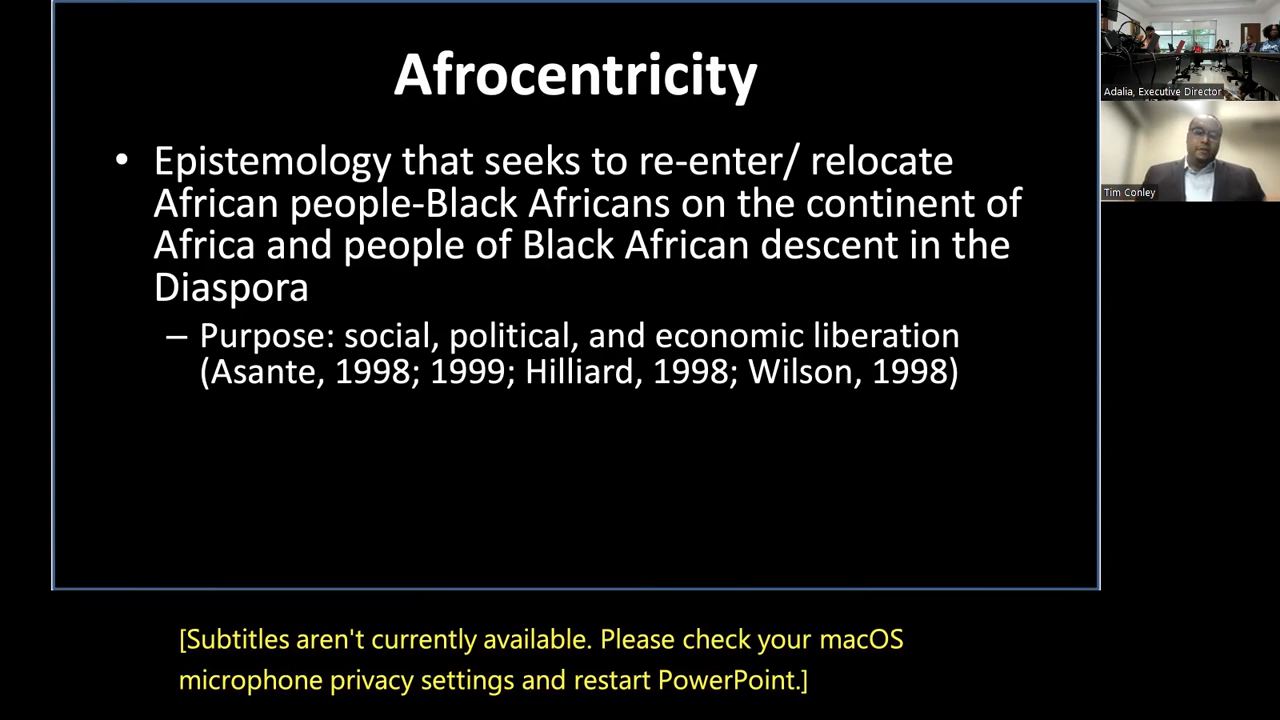 Afrocentricity
• Epistemology that seeks to re-enter/ relocate
African people-Black Africans on the continent of
Africa and people of Black African descent in the
Diaspora
– Purpose: social, political, and economic liberation
(Asante, 1998; 1999; Hilliard, 1998; Wilson, 1998)
[Subtitles aren't currently available. Please check your macOS
microphone privacy settings and restart PowerPoint.]
Adalia, Executive Director
Tim Conley